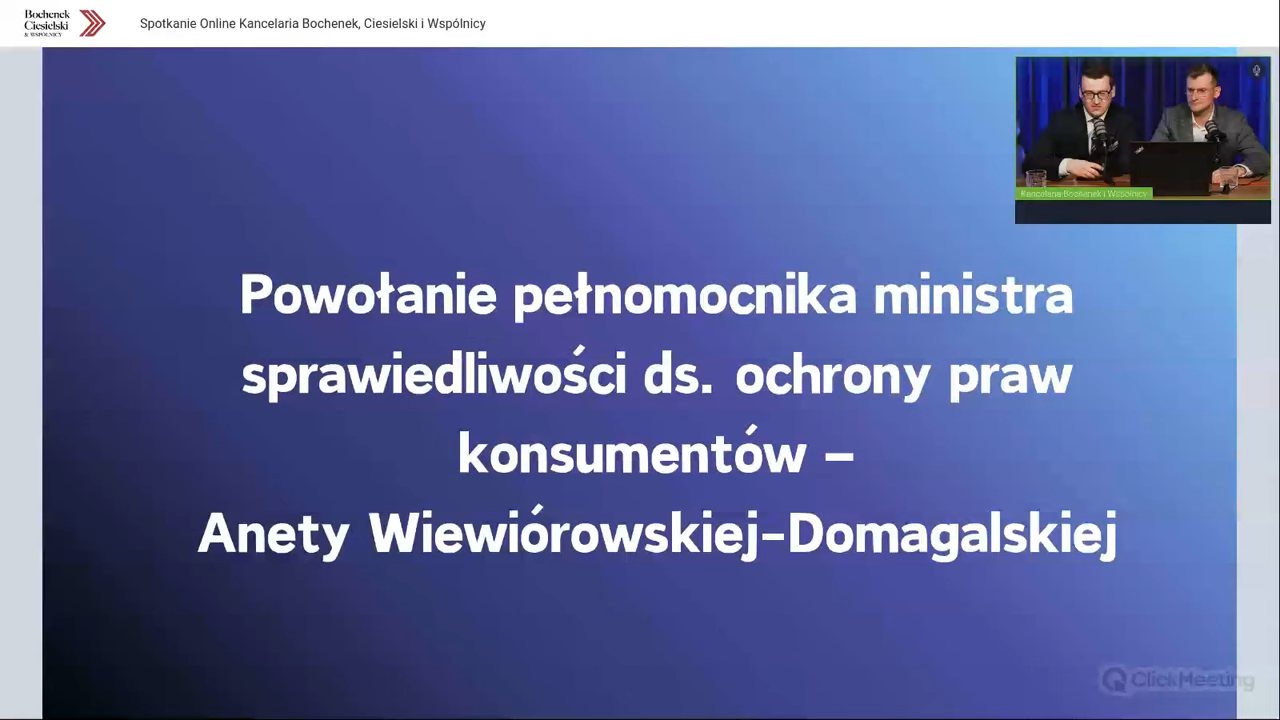 Bochenek
Ciesielski
& WSPÓLNICY
Spotkanie Online Kancelaria Bochenek, Ciesielski i Wspólnicy
Kancelaria Bochenek i Wspólnicy
Powołanie pełnomocnika ministra
sprawiedliwości ds. ochrony praw
konsumentów –
Anety Wiewiórowskiej-Domagalskiej
ClickMeeting